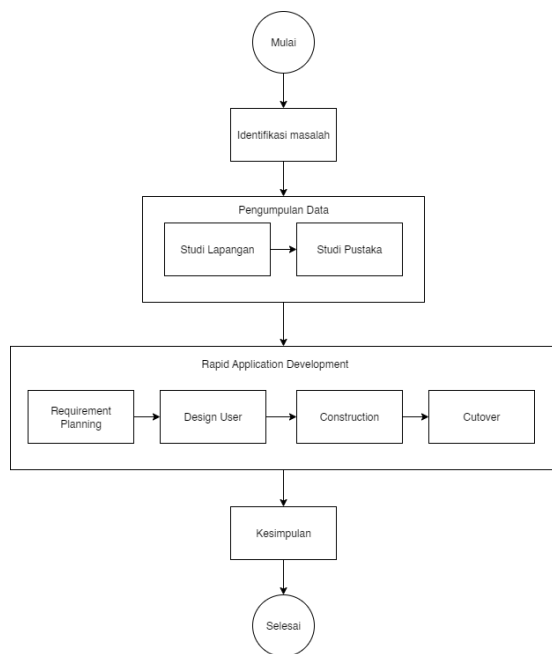 Mulai
Identifikasi masalah
Pengumpulan Data
Studi Lapangan
Studi Pustaka
Rapid Application Development
Requirement
Planning
Design User
Construction
Cutover
Kesimpulan
Selesai